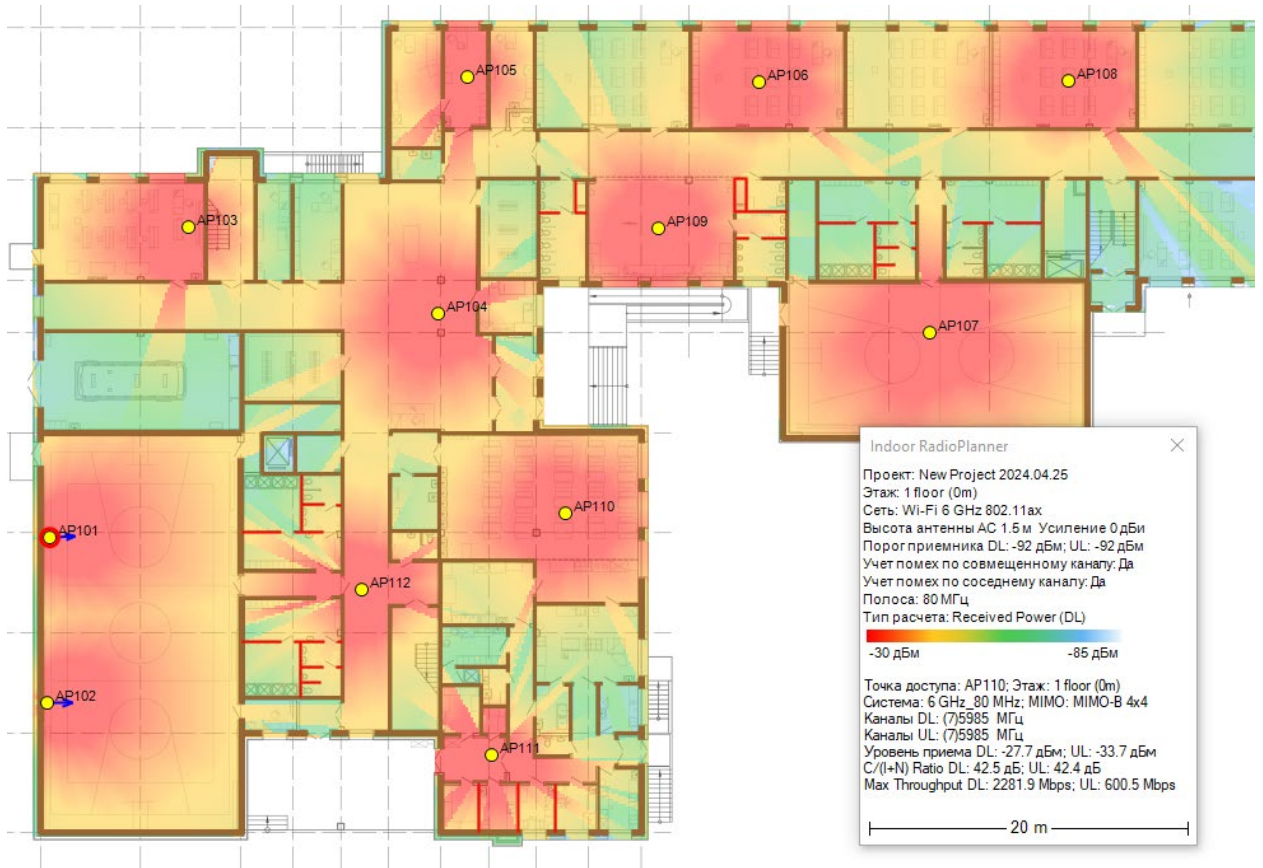 AP105
AP106
AP108
AP103
AP109
AP104
AP107
AP110
AP101
AP112
AP102
AP111
Indoor RadioPlanner
Проект: New Project 2024.04.25
Этаж: 1 floor (0m)
Сеть: Wi-Fi 6 GHz 802.11ax
Высота антенны АС 1.5 м Усиление 0 дБи
Порог приемника DL: -92 дБм; UL: -92 дБм
Учет помех по совмещенному каналу: Да
Учет помех по соседнему каналу: Да
Полоса: 80 МГц
Тип расчета: Received Power (DL)
-30 дБм -85 дБм
Точка доступа: AP110; Этаж: 1 floor (0m)
Система: 6 GHz_80 MHz; MIMO: MIMO-B 4x4
Каналы DL: (7)5985 МГц
Каналы UL: (7)5985 МГц
Уровень приема DL: -27.7 дБм; UL: -33.7 дБм
C/(I+N) Ratio DL: 42.5 дБ; UL: 42.4 дБ
Max Throughput DL: 2281.9 Mbps; UL: 600.5 Mbps
20 m